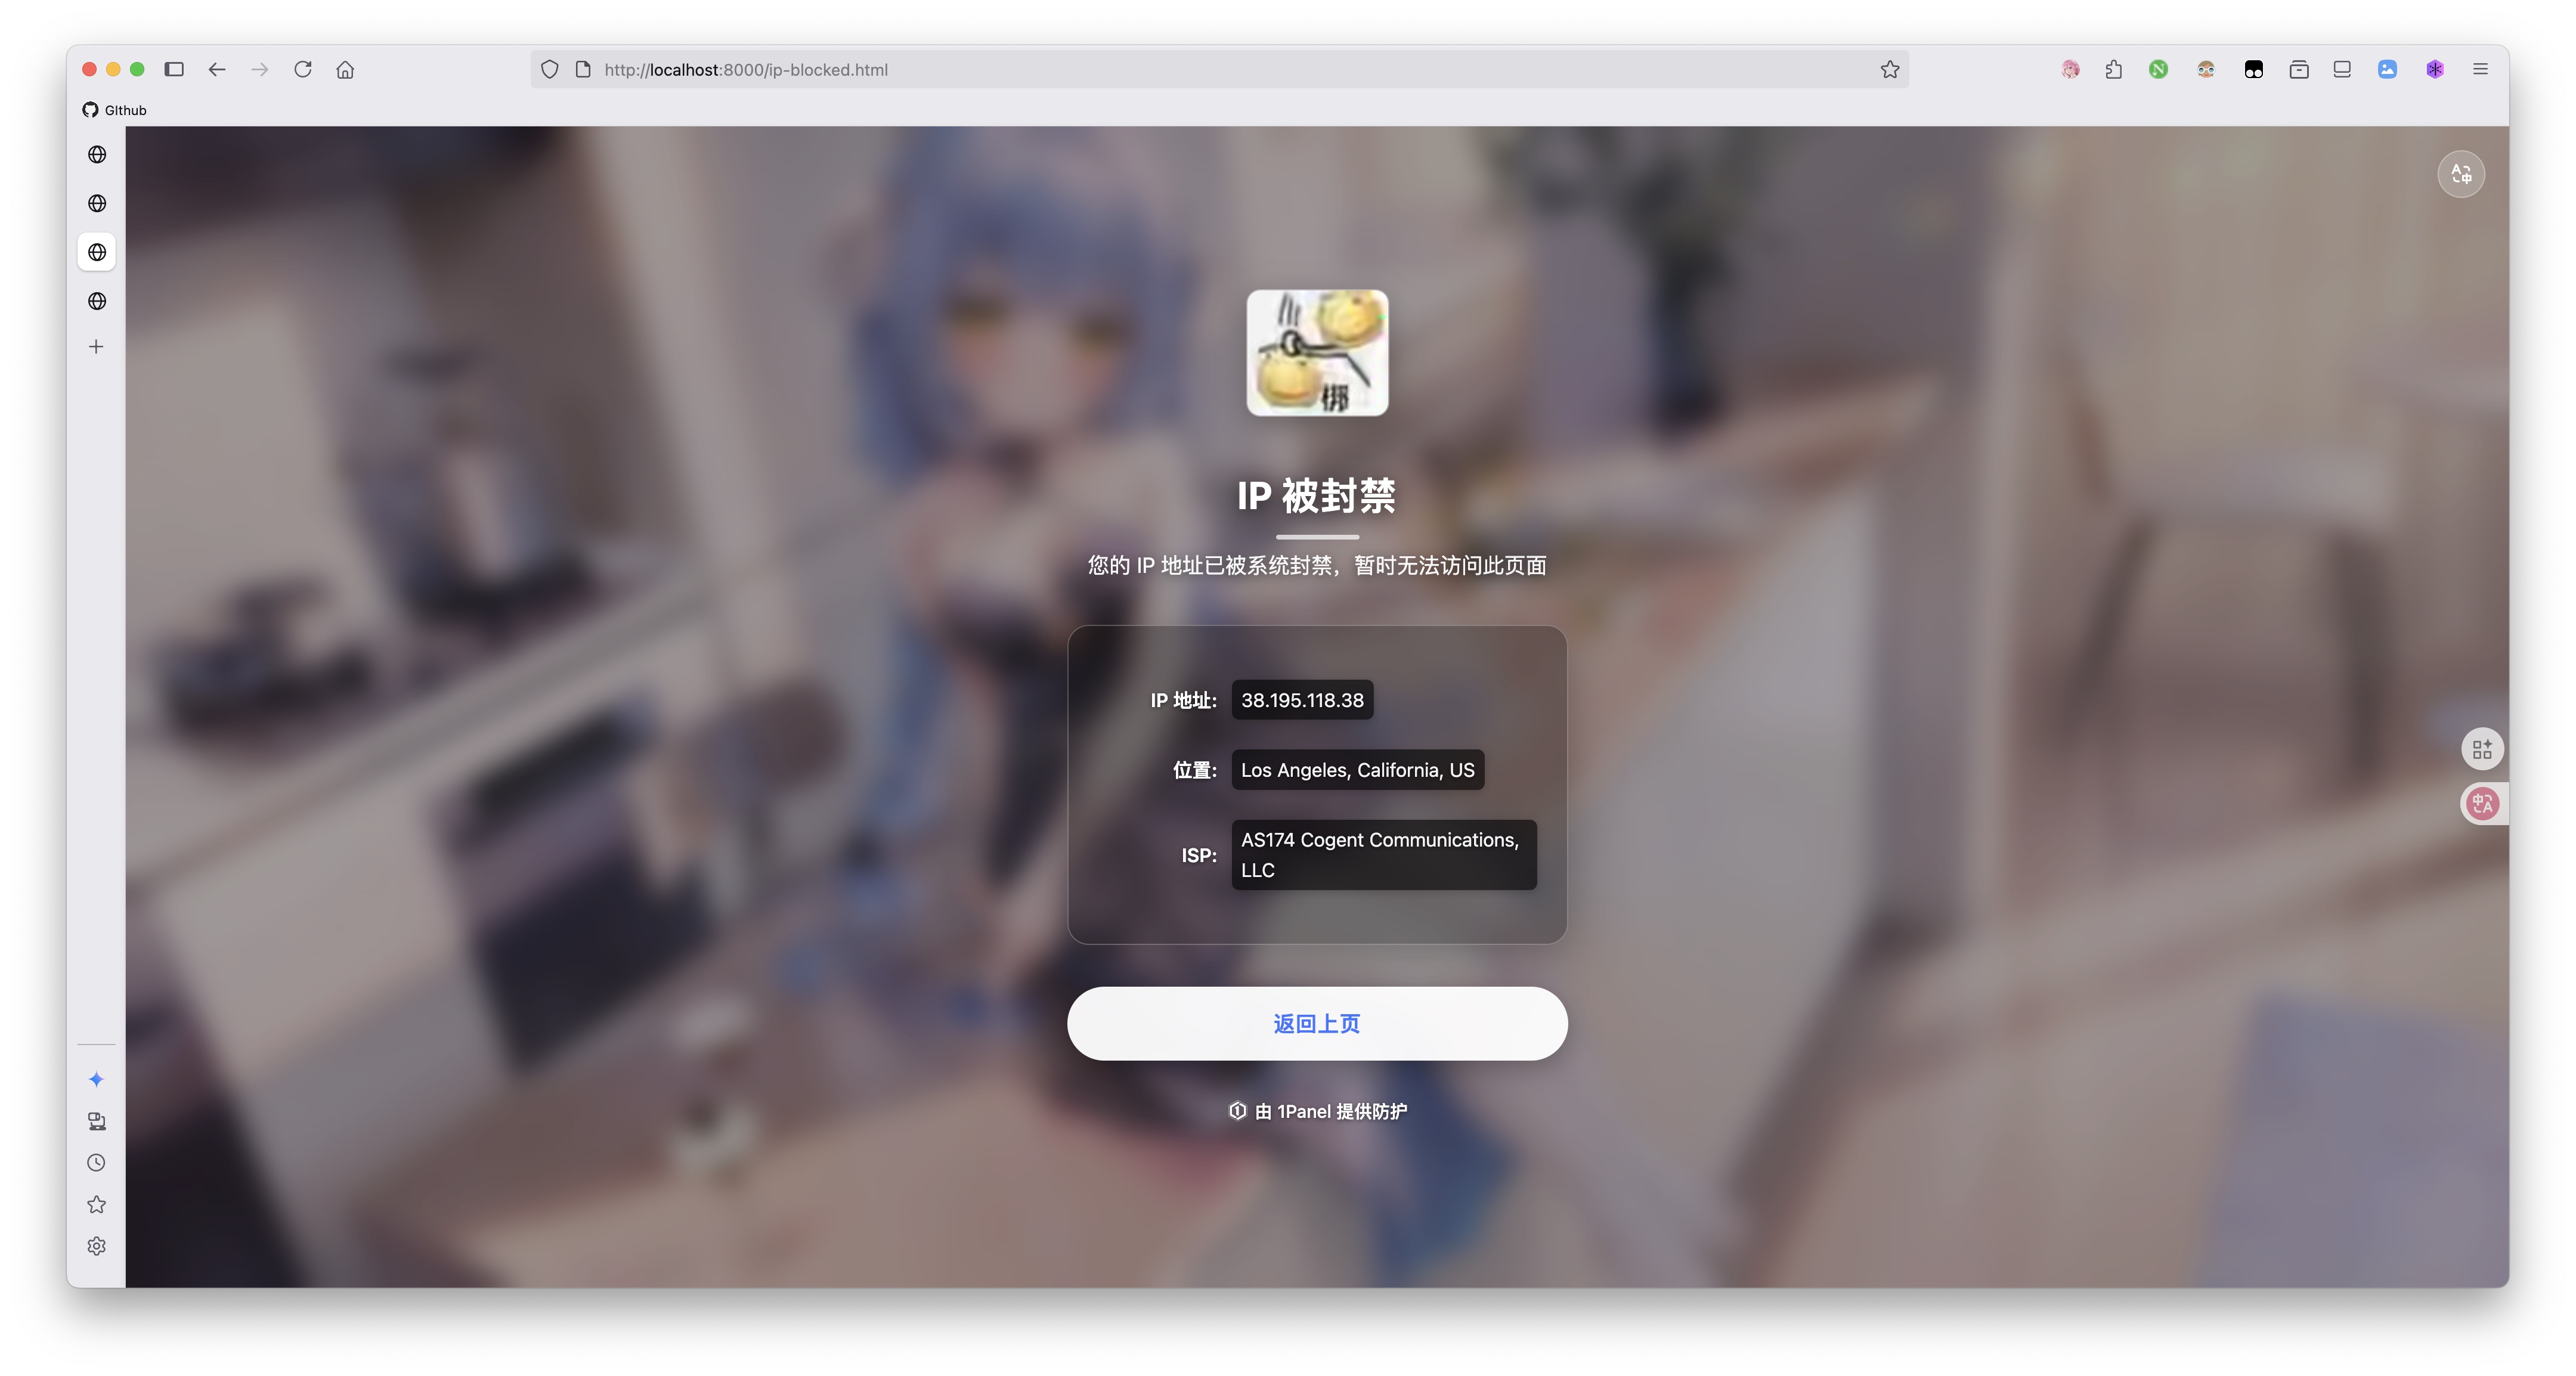 http://localhost:8000/ip-blocked.html
GIthub
绑
IP 被封禁
您的 IP 地址已被系统封禁，暂时无法访问此页面
IP 地址: 38.195.118.38
位置: Los Angeles, California, US
ISP: AS174 Cogent Communications,
LLC
返回上页
由 1Panel 提供防护